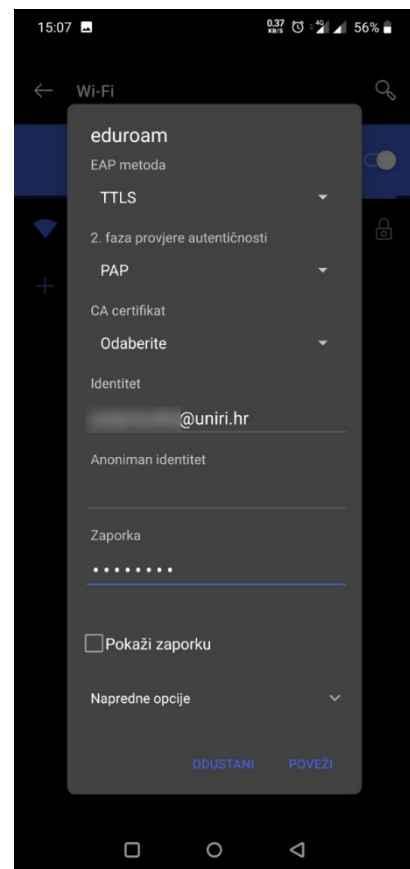 15:07 0.37 KB/S 4G 56%
Wi-Fi
eduroam
EAP metoda
TTLS
2. faza provjere autentičnosti
PAP
CA certifikat
Odaberite
Identitet
@uniri.hr
Anoniman identitet
Zaporka
••••••••
Pokaži zaporku
Napredne opcije
ODUSTANI POVEŽI